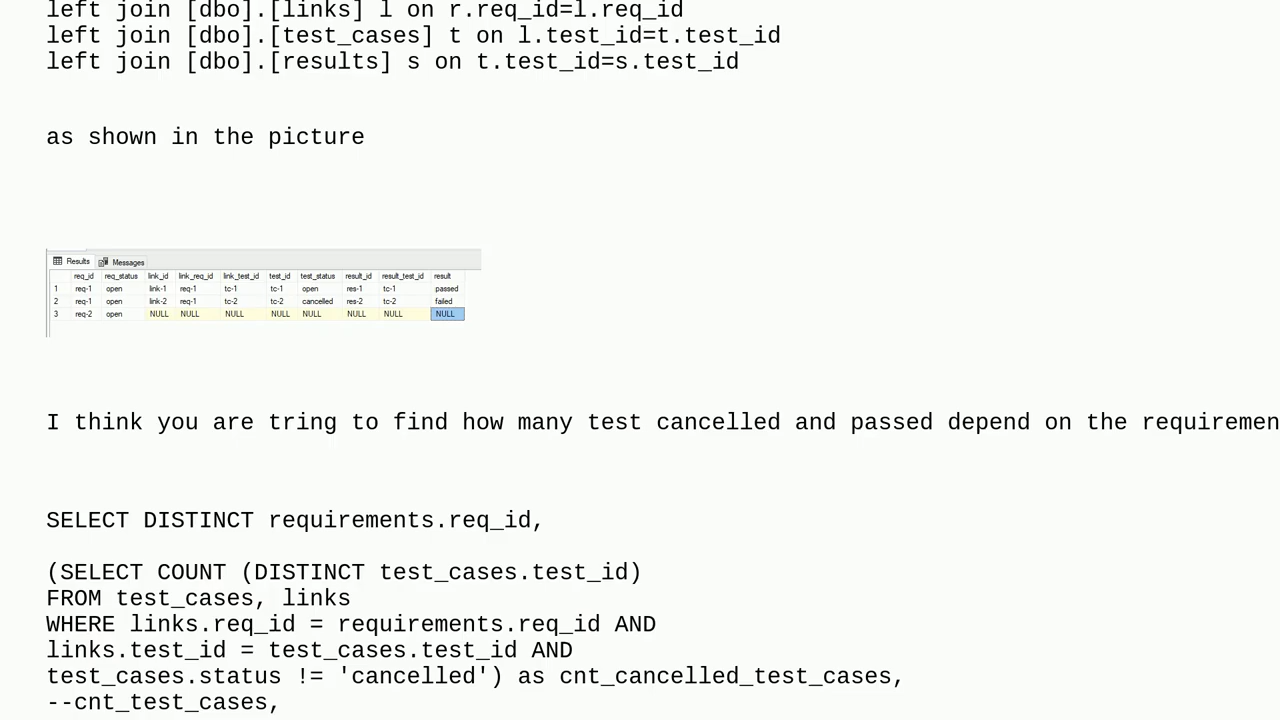 left join [dbo].[links] l on r.req_id=l.req_id
left join [dbo].[test_cases] t on l.test_id=t.test_id
left join [dbo].[results] s on t.test_id=s.test_id
as shown in the picture
Results Messages
req_id req_status link_id link_req_id link_test_id test_id test_status result_id result_test_id result
1 req-1 open link-1 req-1 tc-1 tc-1 open res-1 tc-1 passed
2 req-1 open link-2 req-1 tc-2 tc-2 cancelled res-2 tc-2 failed
3 req-2 open NULL NULL NULL NULL NULL NULL NULL NULL
I think you are tring to find how many test cancelled and passed depend on the requiremen
SELECT DISTINCT requirements.req_id,
(SELECT COUNT (DISTINCT test_cases.test_id)
FROM test_cases, links
WHERE links.req_id = requirements.req_id AND
links.test_id = test_cases.test_id AND
test_cases.status != 'cancelled') as cnt_cancelled_test_cases,
--cnt_test_cases,